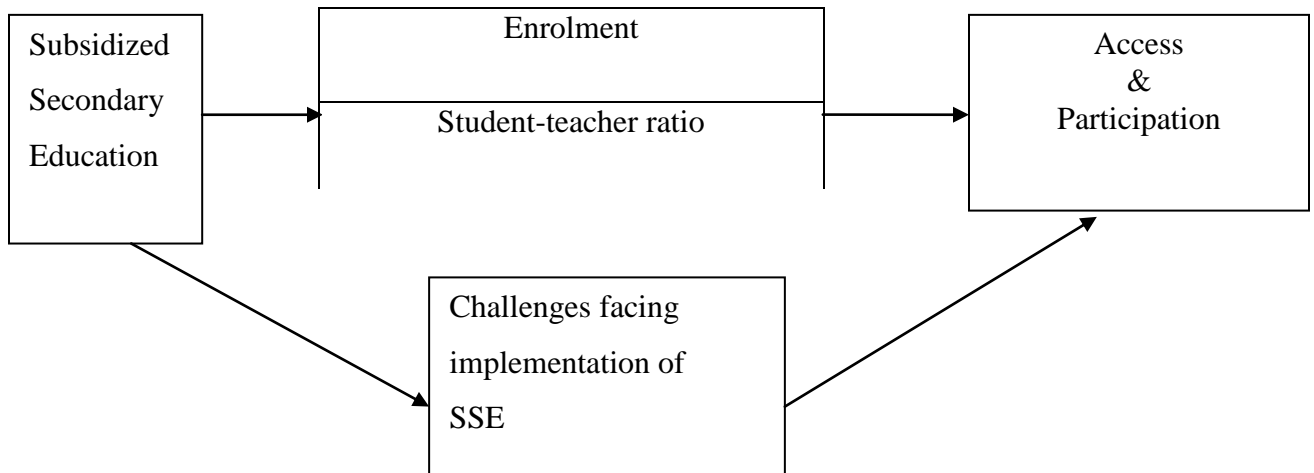 Subsidized
Secondary
Education
Enrolment
Student-teacher ratio
Access
&
Participation
Challenges facing
implementation of
SSE